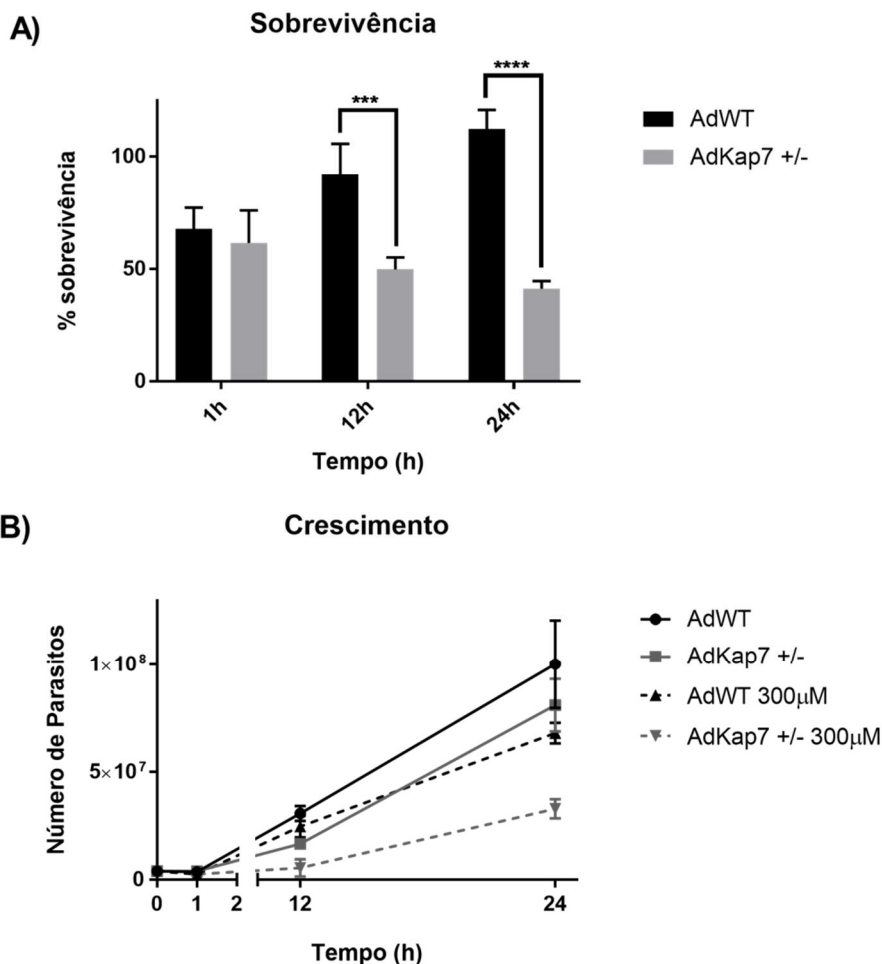 A)
Sobrevivência
% sobrevivência
100
50
0
***
****
1h
12h
24h
Tempo (h)
AdWT
AdKap7 +/-
B)
Crescimento
Número de Parasitos
1×10⁸
5×10⁷
0
0
1
2
12
24
Tempo (h)
AdWT
AdKap7 +/-
AdWT 300µM
AdKap7 +/- 300µM